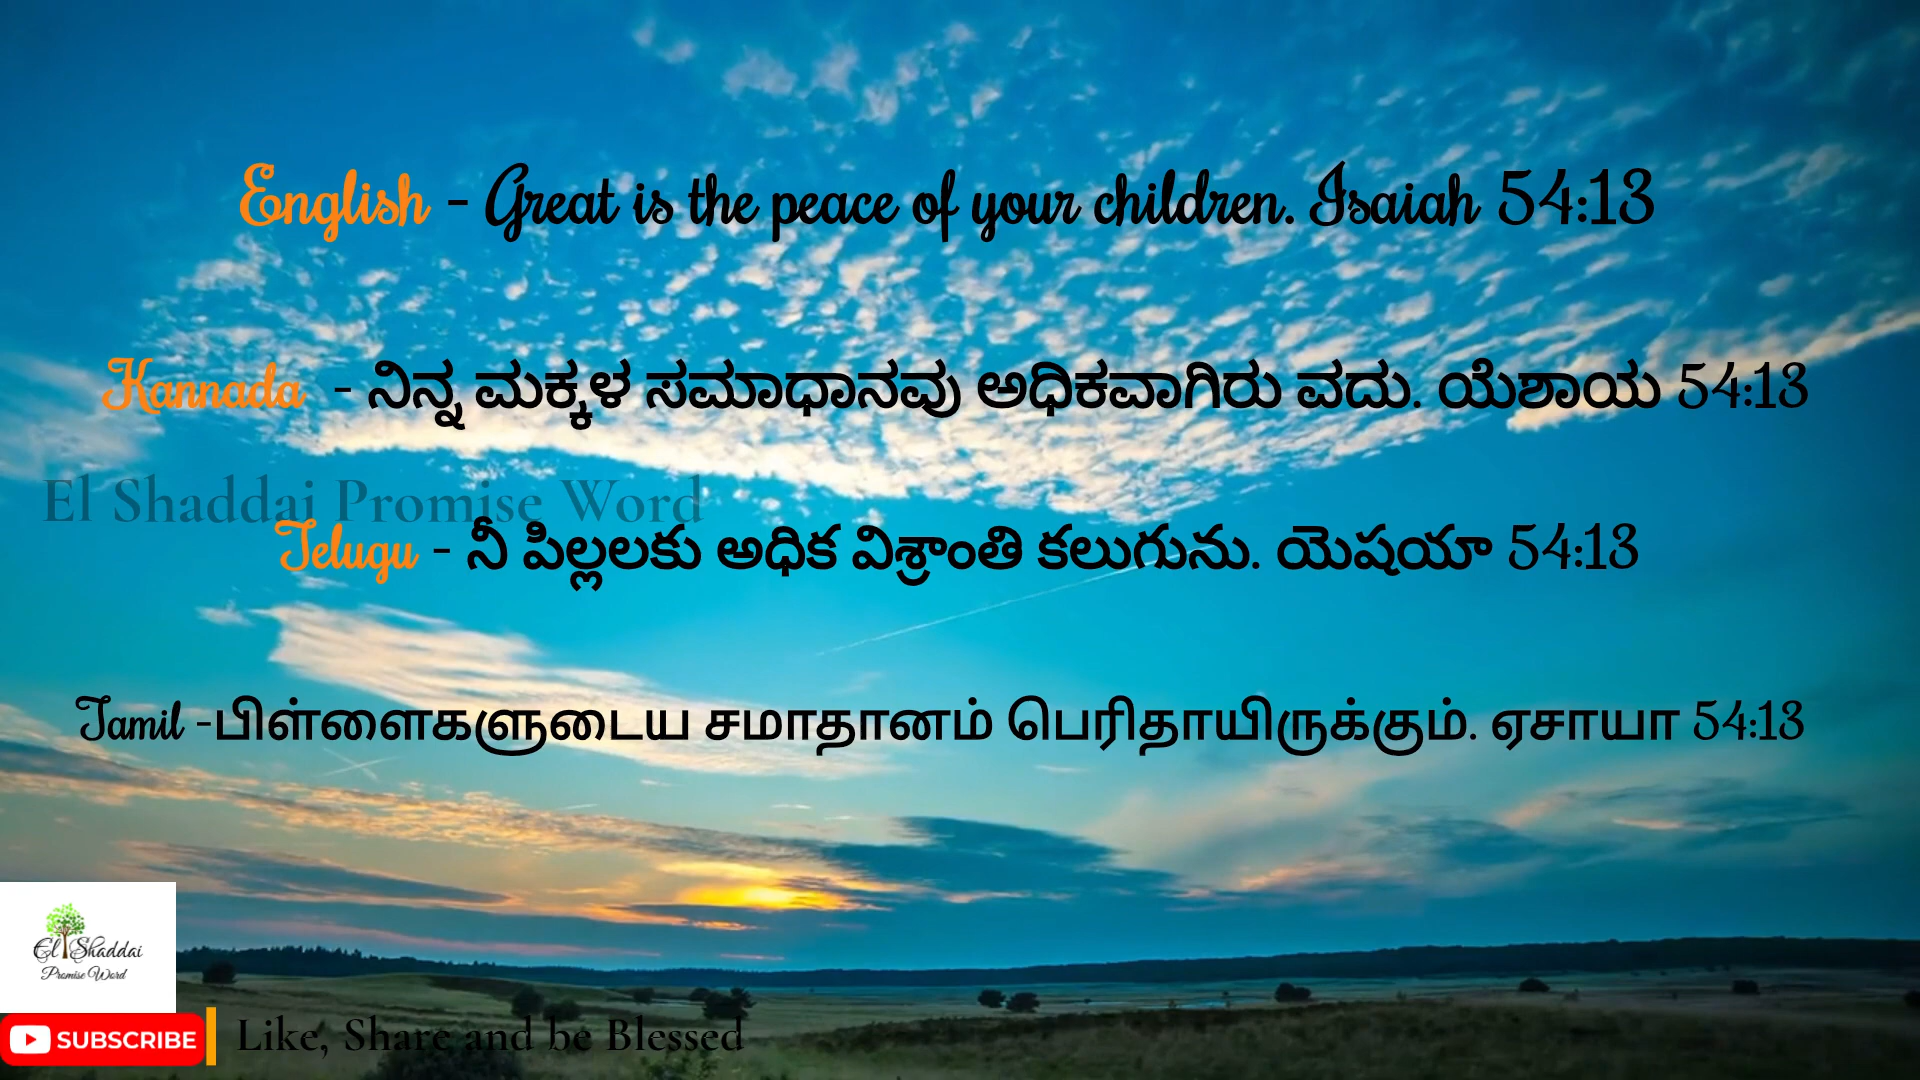 English - Great is the peace of your children. Isaiah 54:13
Kannada - ನಿನ್ನ ಮಕ್ಕಳ ಸಮಾಧಾನವು ಅಧಿಕವಾಗಿರು ವದು. ಯೆಶಾಯ 54:13
El Shaddai Promise Word
Telugu - నీ పిల్లలకు అధిక విశ్రాంతి కలుగును. యెషయా 54:13
Tamil -பிள்ளைகளுடைய சமாதானம் பெரிதாயிருக்கும். ஏசாயா 54:13
El Shaddai
Promise Word
SUBSCRIBE
Like, Share and be Blessed